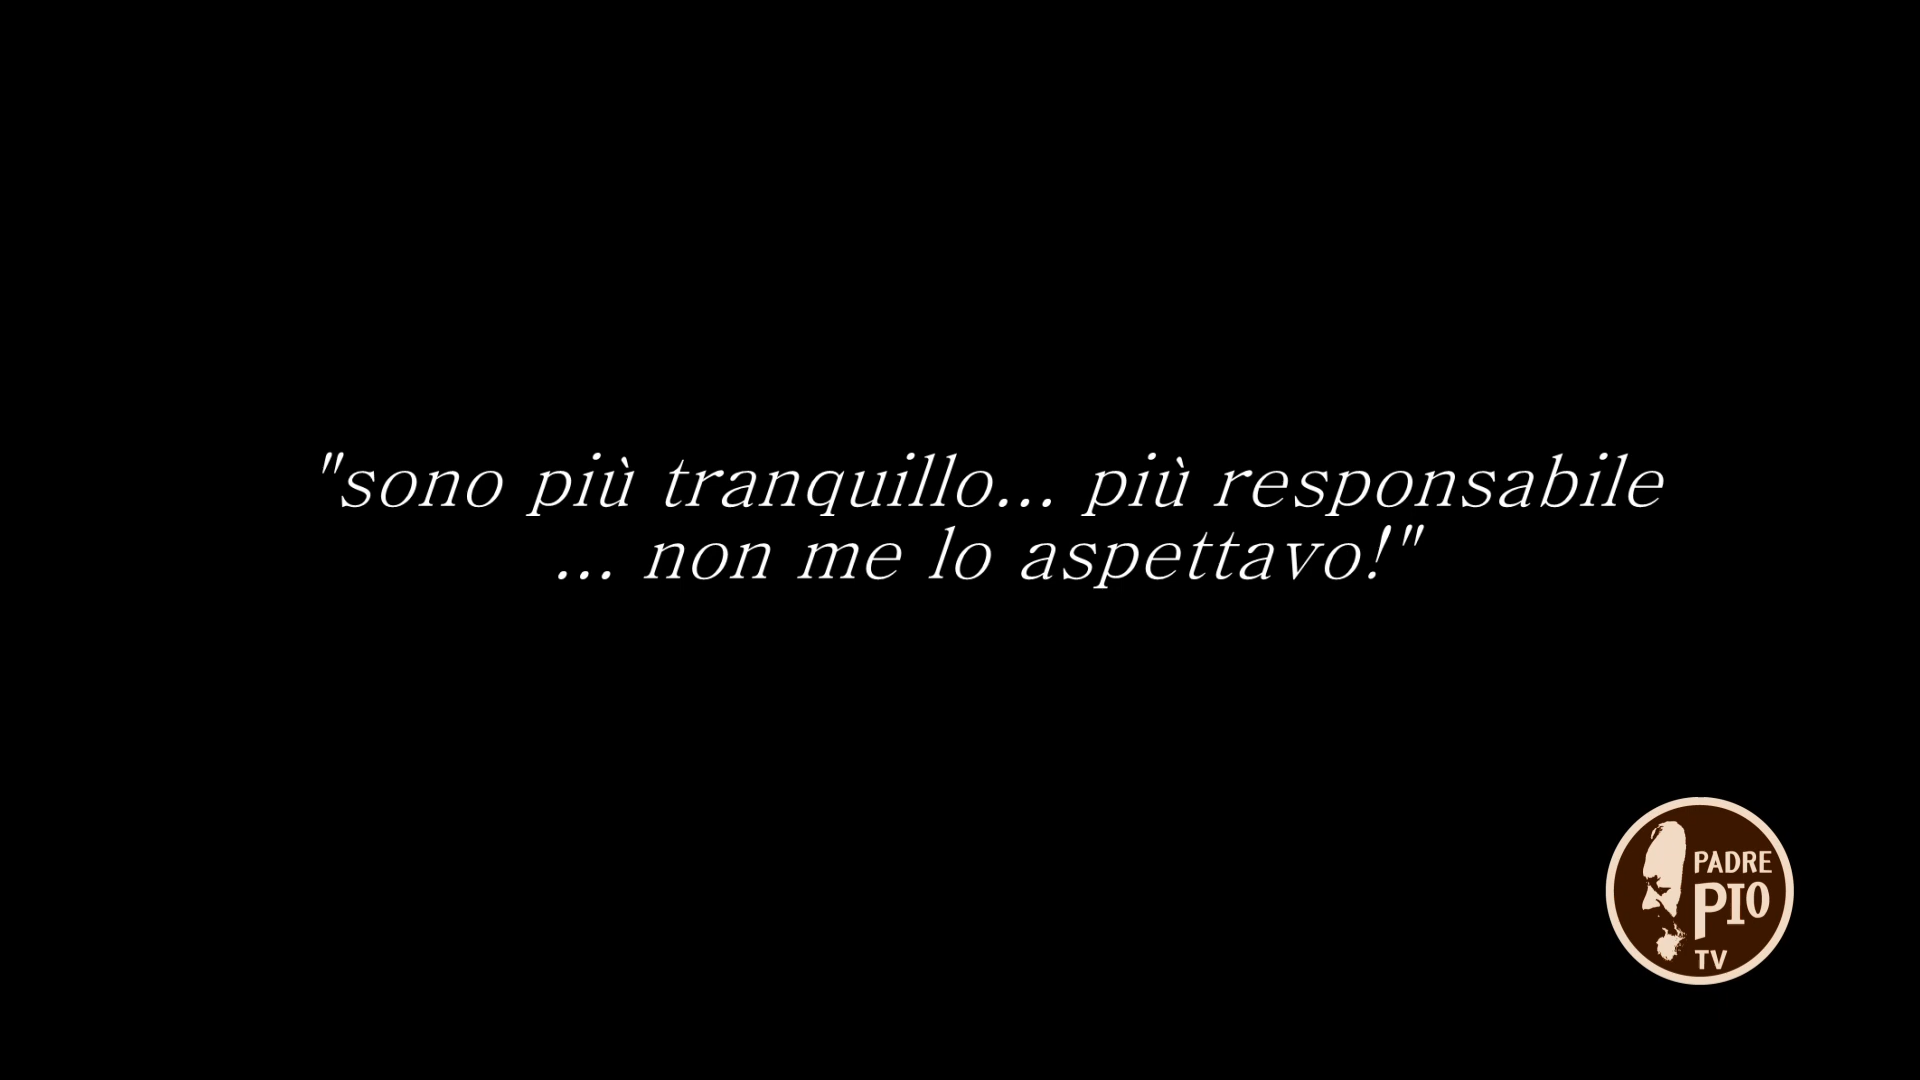 "sono più tranquillo... più responsabile
... non me lo aspettavo!"
PADRE
PIO
TV